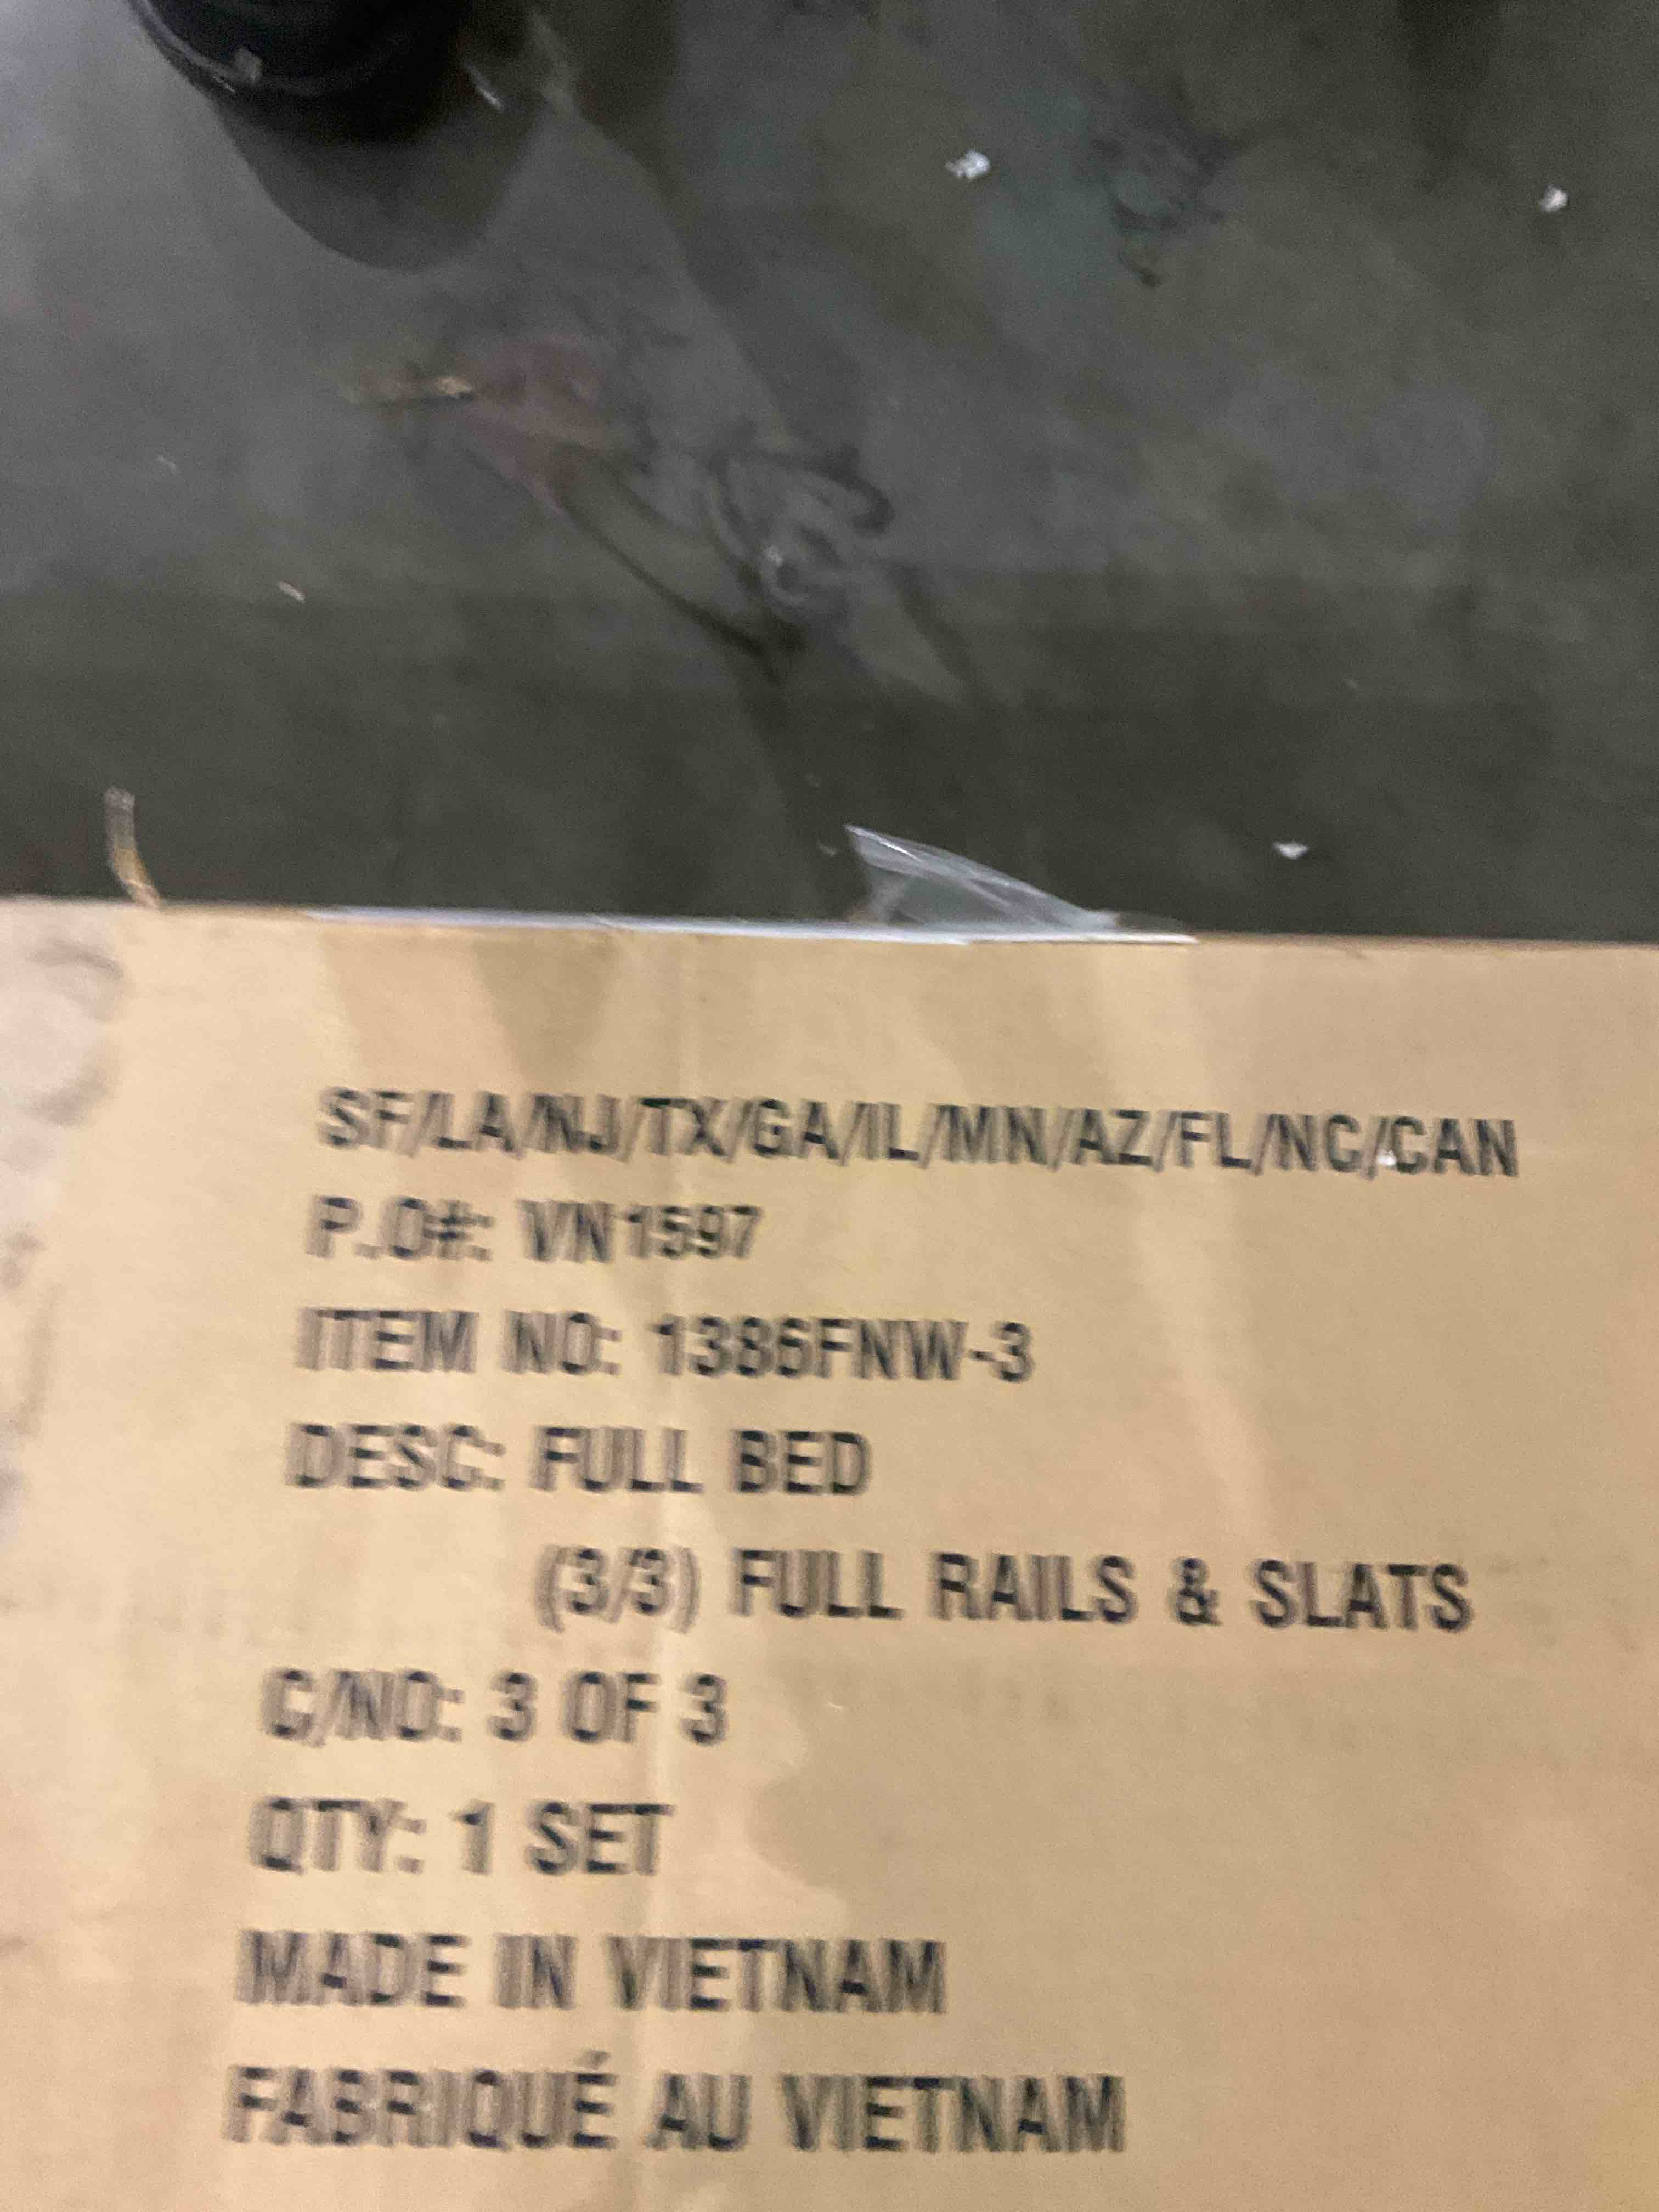 SF/LA/NJ/TX/GA/IL/MN/AZ/FL/NC/CAN
P.O#: VN1597
ITEM NO: 1386FNW-3
DESC: FULL BED
(3/3) FULL RAILS & SLATS
C/NO: 3 OF 3
QTY: 1 SET
MADE IN VIETNAM
FABRIQUÉ AU VIETNAM